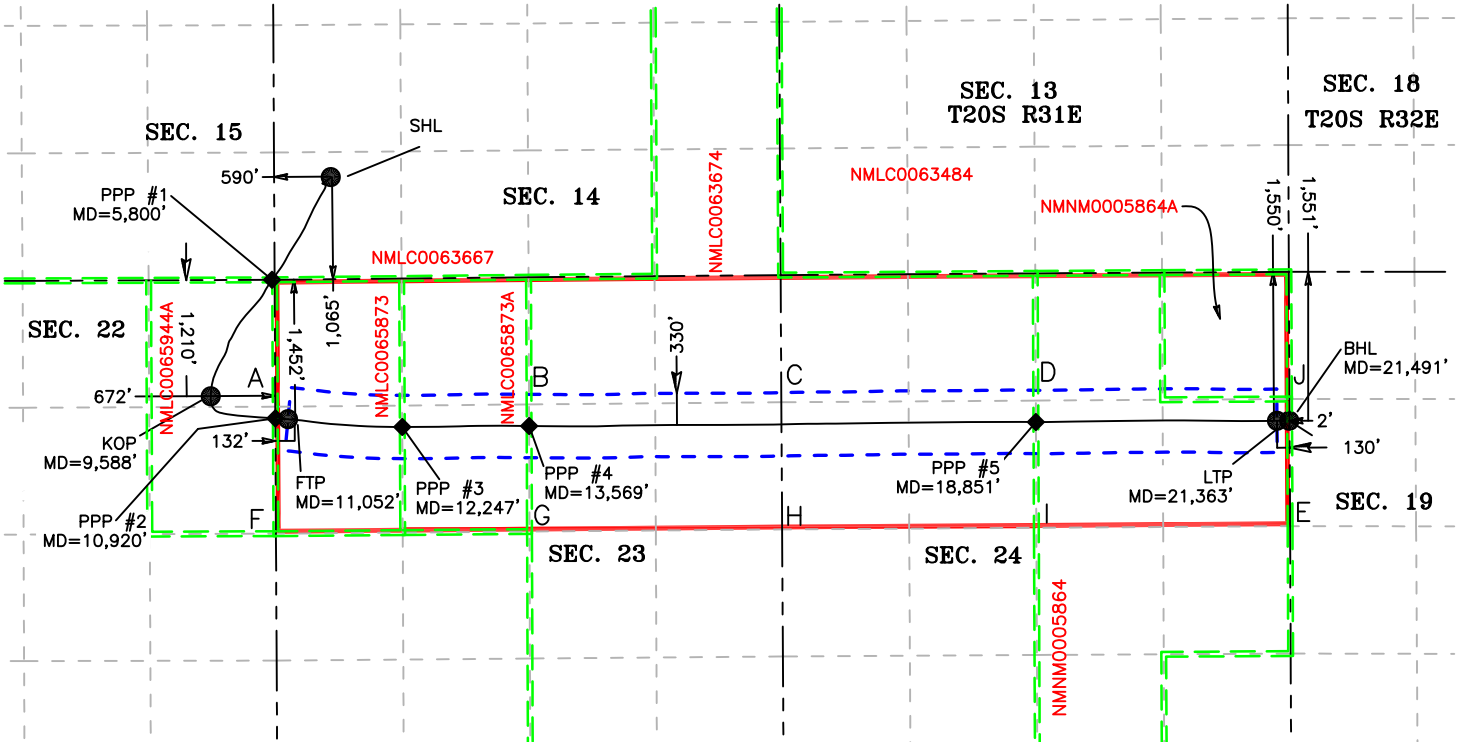 SEC. 13
T20S R31E
SEC. 18
T20S R32E
SEC. 15
SHL
590'
PPP #1
MD=5,800'
SEC. 14
NMLC0063674
NMLC0063484
NMNM0005864A
1,550'
1,551'
NMLC0063667
SEC. 22
NMLC0065944A
1,210'
1,065'
1,452'
NMLC0065873
NMLC0065873A
330'
A
B
C
D
J
BHL
MD=21,491'
672'
2'
KOP
MD=9,588'
132'
130'
FTP
MD=11,052'
PPP #3
MD=12,247'
PPP #4
MD=13,569'
PPP #5
MD=18,851'
LTP
MD=21,363'
SEC. 19
PPP #2
MD=10,920'
F
G
H
I
E
SEC. 23
SEC. 24
NMNM0005864